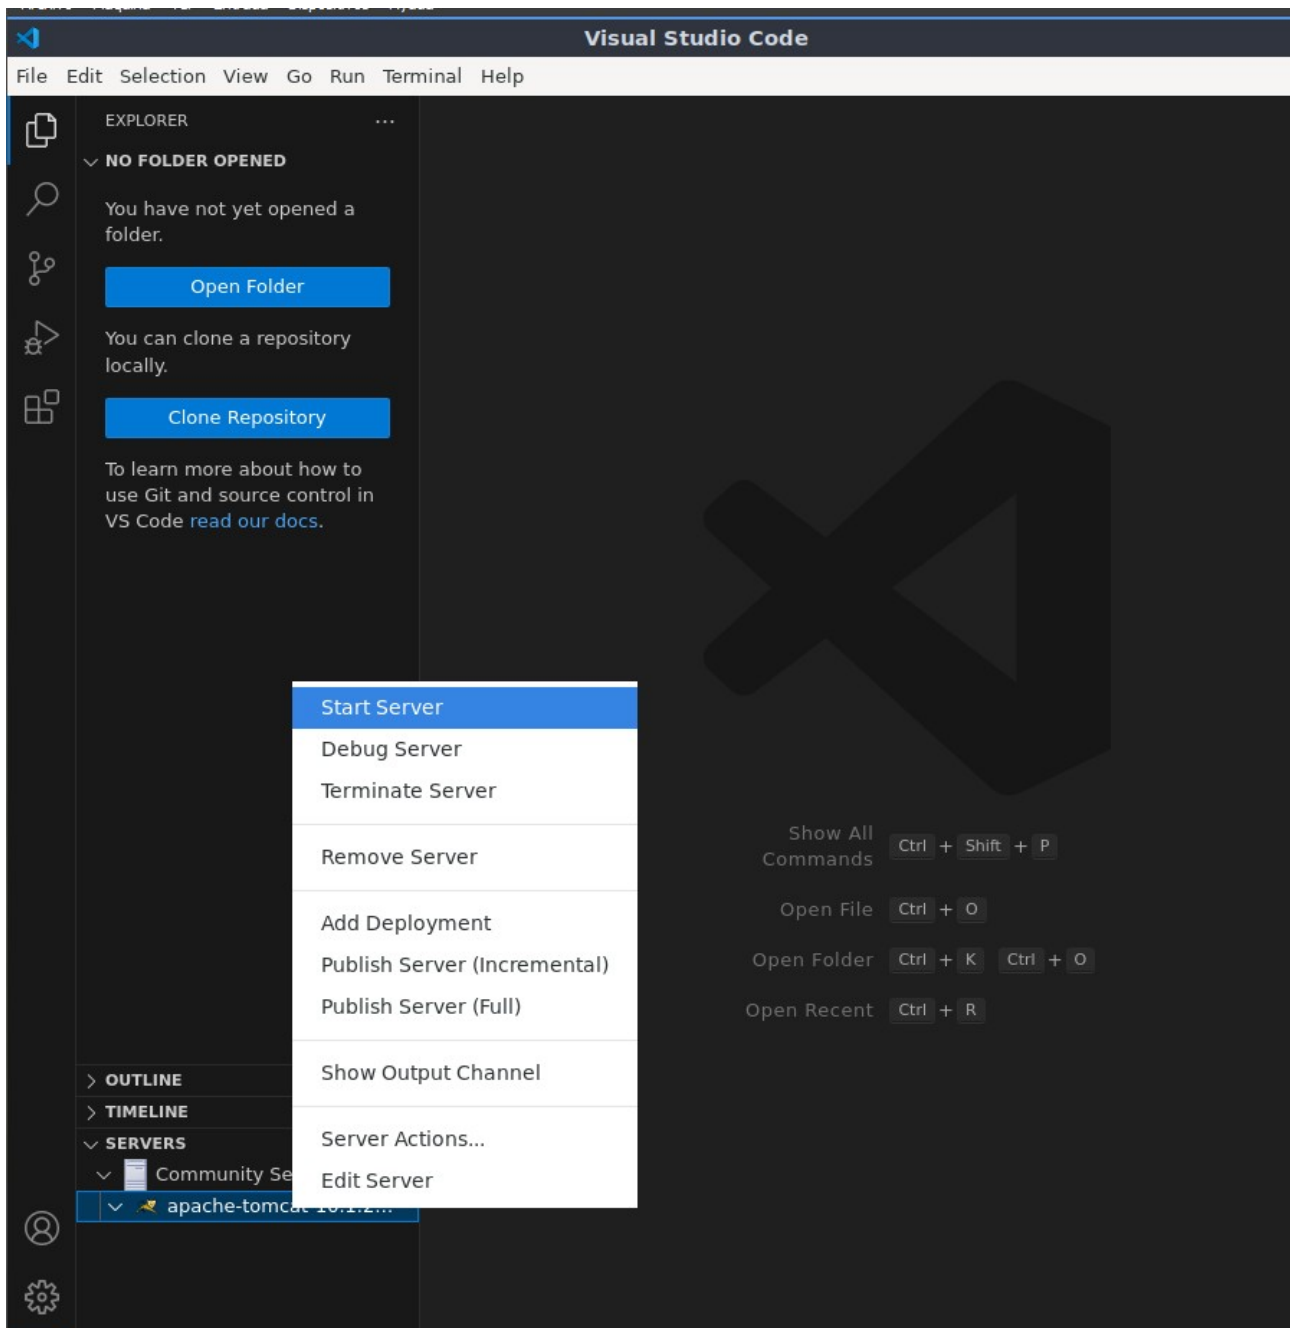 Visual Studio Code
File Edit Selection View Go Run Terminal Help
EXPLORER ...
NO FOLDER OPENED
You have not yet opened a
folder.
Open Folder
You can clone a repository
locally.
Clone Repository
To learn more about how to
use Git and source control in
VS Code read our docs.
Start Server
Debug Server
Terminate Server
Remove Server
Add Deployment
Publish Server (Incremental)
Publish Server (Full)
Show Output Channel
Server Actions...
Edit Server
Show All
Commands Ctrl + Shift + P
Open File Ctrl + O
Open Folder Ctrl + K Ctrl + O
Open Recent Ctrl + R
OUTLINE
TIMELINE
SERVERS
Community Se
apache-tomcat-10.1.2...